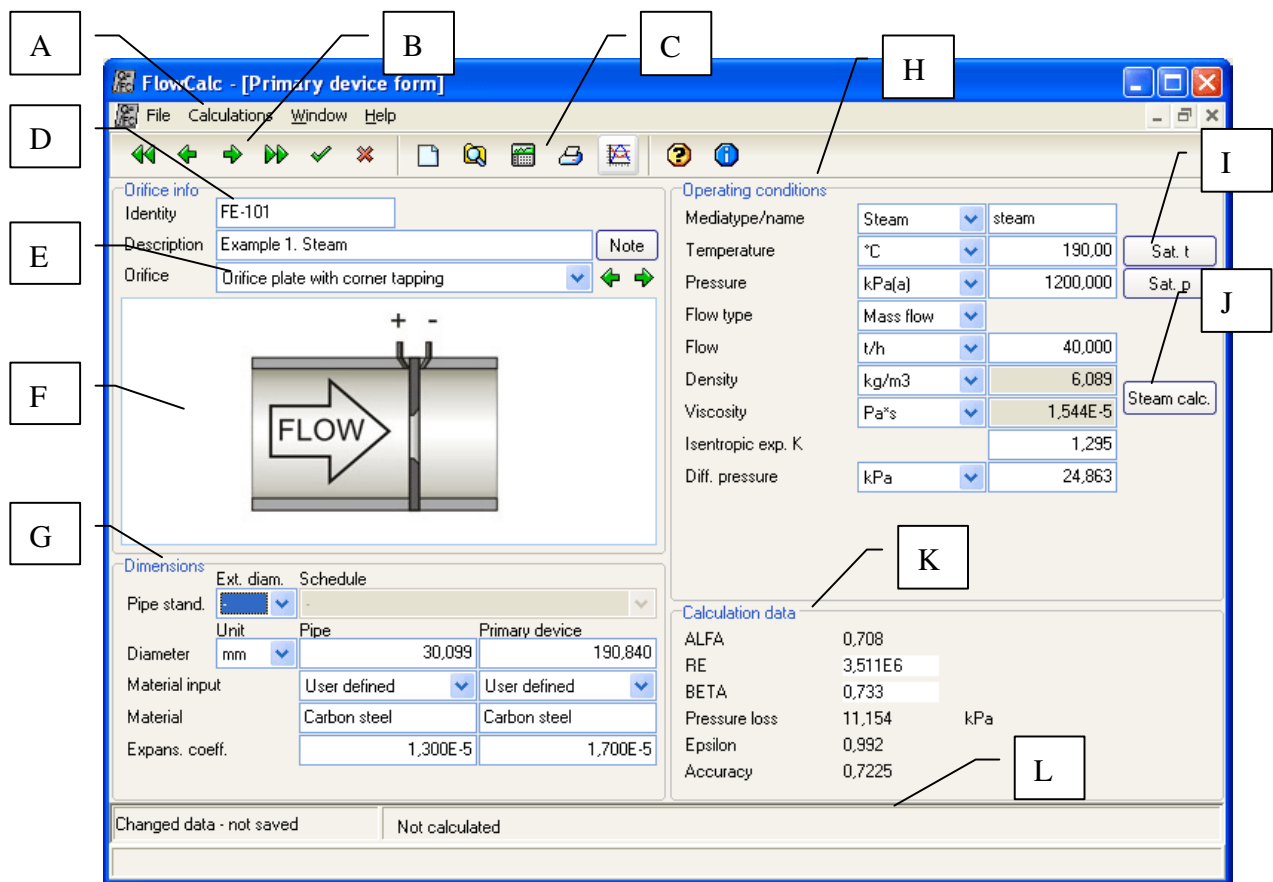 A
B
C
H
FlowCalc - [Primary device form]
File Calculations Window Help
D
I
Orifice info
Identity FE-101
Description Example 1. Steam Note
Orifice Orifice plate with corner tapping
E
+ -
FLOW
F
Operating conditions
Mediatype/name Steam steam
Temperature °C 190,00 Sat. t
Pressure kPa(a) 1200,000 Sat. p
J
Flow type Mass flow
Flow t/h 40,000
Density kg/m3 6,089
Steam calc.
Viscosity Pa*s 1,544E-5
Isentropic exp. K 1,295
Diff. pressure kPa 24,863
G
K
Dimensions
Ext. diam. Schedule
Pipe stand. - -
Unit Pipe Primary device
Diameter mm 30,099 190,840
Material input User defined User defined
Material Carbon steel Carbon steel
Expans. coeff. 1,300E-5 1,700E-5
Calculation data
ALFA 0,708
RE 3,511E6
BETA 0,733
Pressure loss 11,154 kPa
Epsilon 0,992
Accuracy 0,7225
L
Changed data - not saved Not calculated